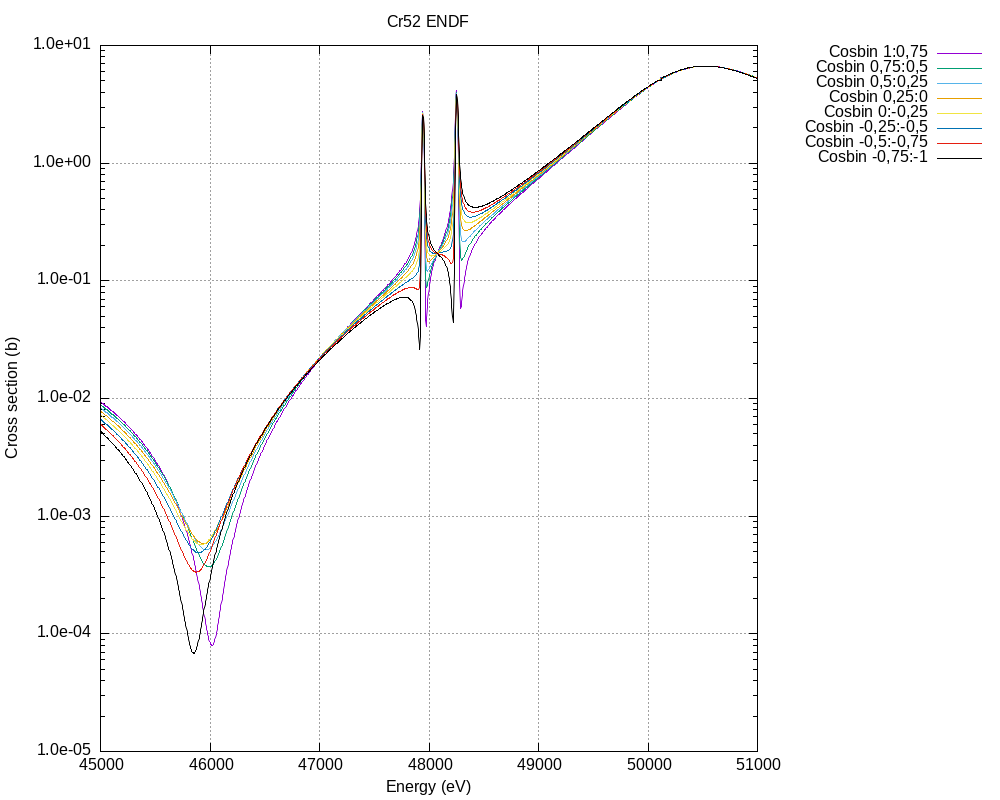 Cr52 ENDF
1.0e+01
1.0e+00
1.0e-01
1.0e-02
1.0e-03
1.0e-04
1.0e-05
Cross section (b)
45000 46000 47000 48000 49000 50000 51000
Energy (eV)
Cosbin 1:0,75
Cosbin 0,75:0,5
Cosbin 0,5:0,25
Cosbin 0,25:0
Cosbin 0:-0,25
Cosbin -0,25:-0,5
Cosbin -0,5:-0,75
Cosbin -0,75:-1